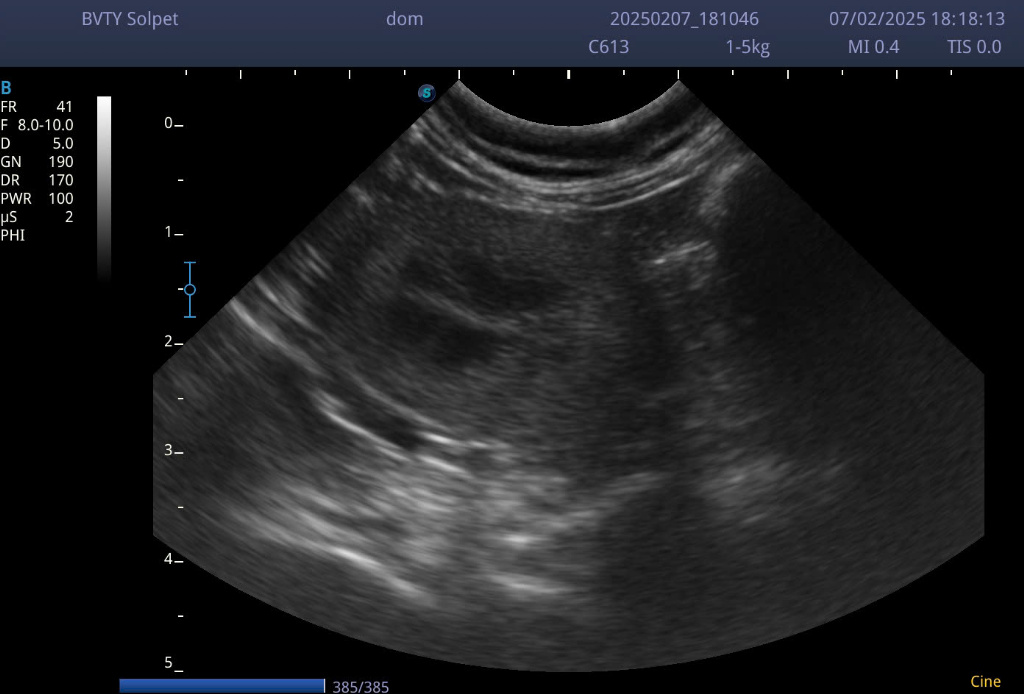 BVTY Solpet dom 20250207_181046 07/02/2025 18:18:13
C613 1-5kg MI 0.4 TIS 0.0
B
FR 41
F 8.0-10.0
D 5.0
GN 190
DR 170
PWR 100
µS 2
PHI
S
0
1
2
3
4
5
385/385
Cine